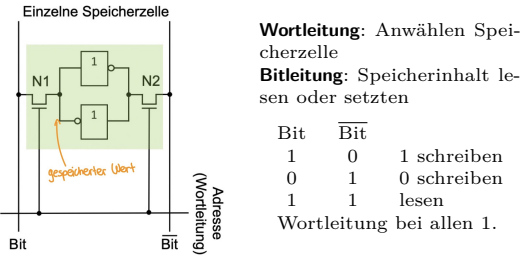 Einzelne Speicherzelle
1
N1
N2
1
gespeicherter Wert
Adresse
(Wortleitung)
Bit
Bit
Wortleitung: Anwählen Spei-
cherzelle
Bitleitung: Speicherinhalt le-
sen oder setzten
Bit Bit
1 0 1 schreiben
0 1 0 schreiben
1 1 lesen
Wortleitung bei allen 1.